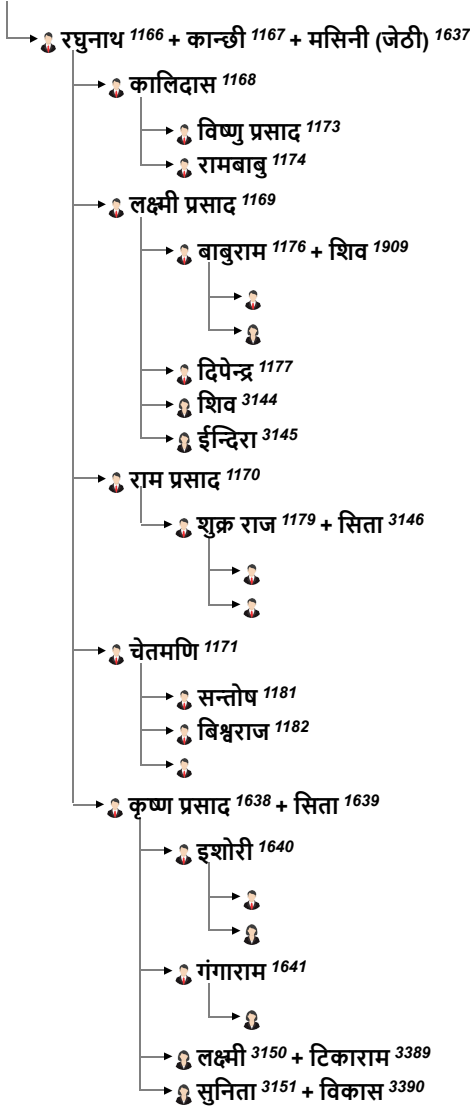 रघुनाथ 1166 + कान्छी 1167 + मसिनी (जेठी) 1637
कालिदास 1168
विष्णु प्रसाद 1173
रामबाबु 1174
लक्ष्मी प्रसाद 1169
बाबुराम 1176 + शिव 1909
दिपेन्द्र 1177
शिव 3144
ईन्दिरा 3145
राम प्रसाद 1170
शुक्र राज 1179 + सिता 3146
चेतमणि 1171
सन्तोष 1181
बिश्वराज 1182
कृष्ण प्रसाद 1638 + सिता 1639
इशोरी 1640
गंगाराम 1641
लक्ष्मी 3150 + टिकाराम 3389
सुनिता 3151 + विकास 3390